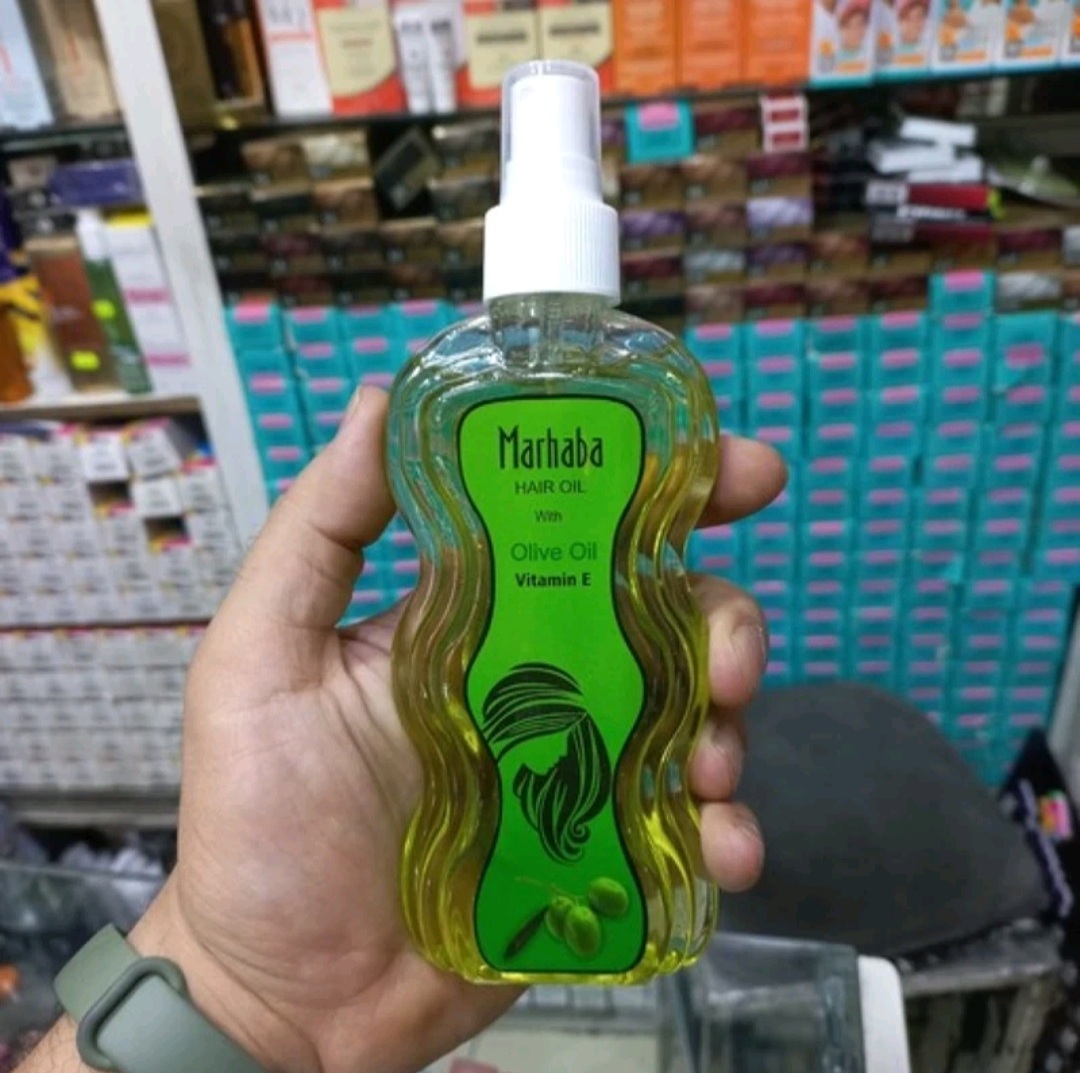 Marhaba
HAIR OIL
With
Olive Oil
Vitamin E